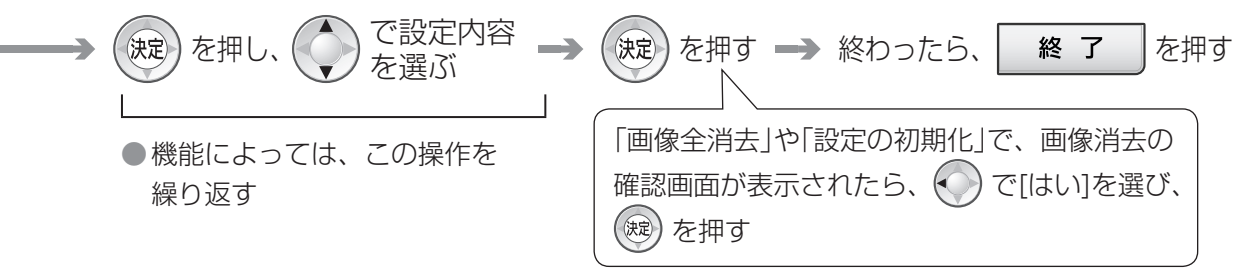 決定 を押し、 で設定内容
を選ぶ
決定 を押す
終わったら、 終 了 を押す
●機能によっては、この操作を
繰り返す
「画像全消去」や「設定の初期化」で、画像消去の
確認画面が表示されたら、 で[はい]を選び、
決定 を押す